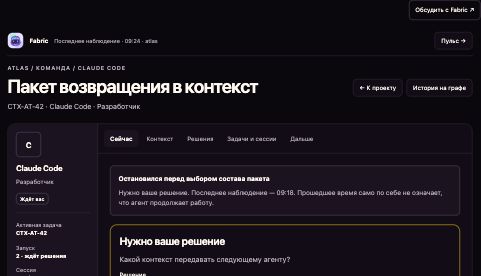 Обсудить с Fabric ↗
Fabric Последнее наблюдение · 09:24 · atlas
Пульс →
ATLAS / КОМАНДА / CLAUDE CODE
Пакет возвращения в контекст
← К проекту
История на графе
CTX-AT-42 · Claude Code · Разработчик
C
Claude Code
Разработчик
Ждёт вас
Активная задача
CTX-AT-42
Запуск
2 · ждёт решения
Сессия
Сейчас Контекст Решения Задачи и сессии Дальше
Остановился перед выбором состава пакета
Нужно ваше решение. Последнее наблюдение — 09:18. Прошедшее время само по себе не означает,
что агент продолжает работу.
Нужно ваше решение
Какой контекст передавать следующему агенту?
Решение